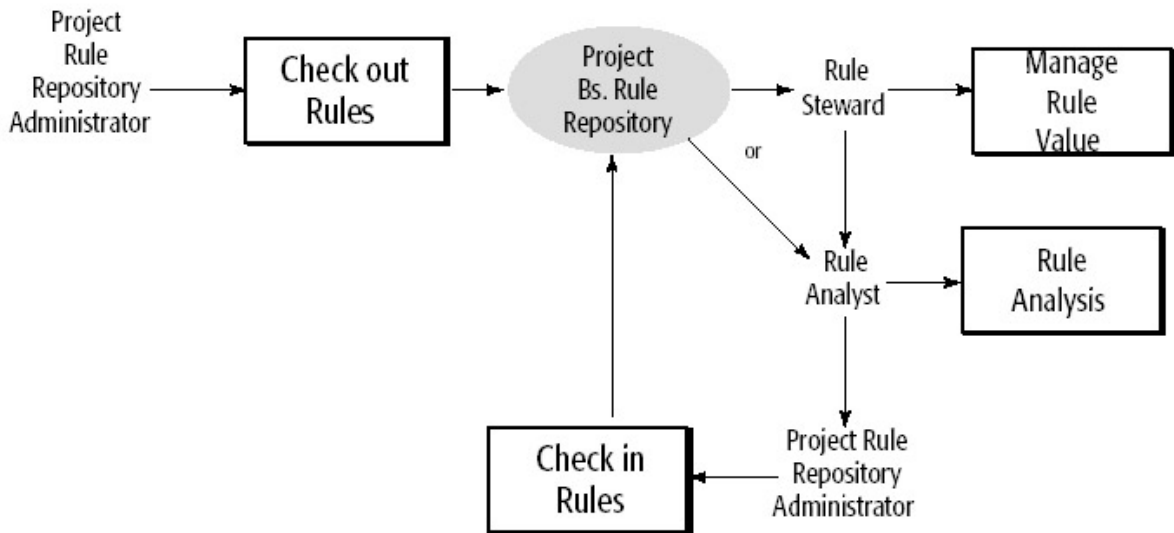 Project
Rule
Repository
Administrator
Check out
Rules
Project
Bs. Rule
Repository
Rule
Steward
Manage
Rule
Value
or
Rule
Analyst
Rule
Analysis
Project Rule
Repository
Administrator
Check in
Rules